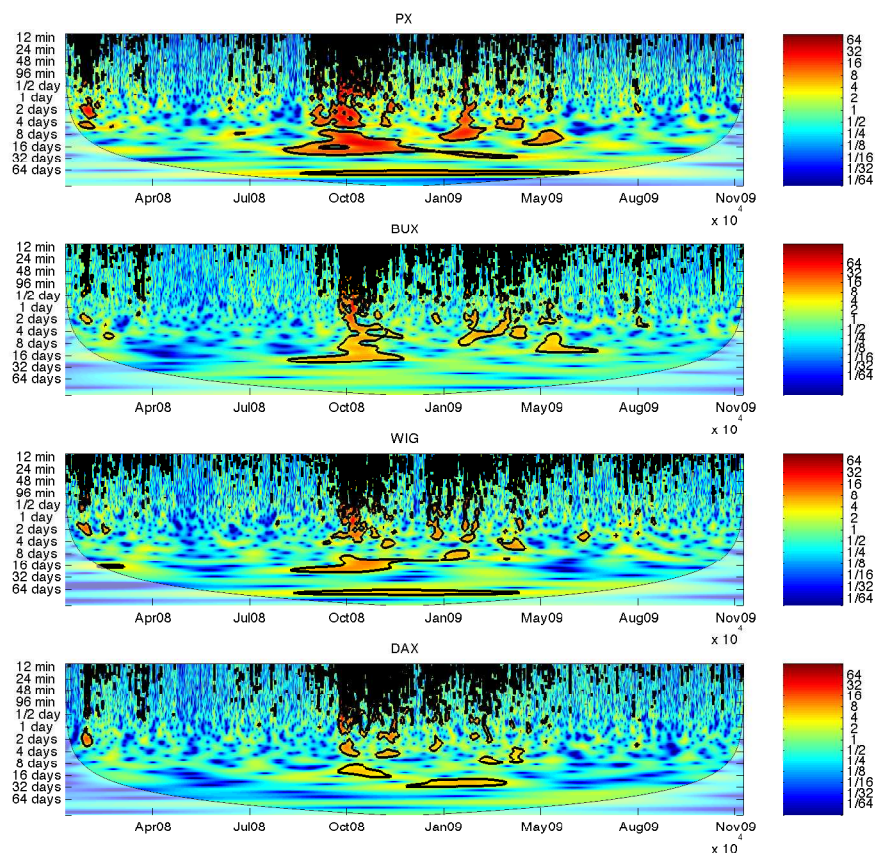 PX
12 min
24 min
48 min
96 min
1/2 day
1 day
2 days
4 days
8 days
16 days
32 days
64 days
Apr08 Jul08 Oct08 Jan09 May09 Aug09 Nov09
x 10^4
64
32
16
8
4
2
1
1/2
1/4
1/8
1/16
1/32
1/64
BUX
12 min
24 min
48 min
96 min
1/2 day
1 day
2 days
4 days
8 days
16 days
32 days
64 days
Apr08 Jul08 Oct08 Jan09 May09 Aug09 Nov09
x 10^4
64
32
16
8
4
2
1
1/2
1/4
1/8
1/16
1/32
1/64
WIG
12 min
24 min
48 min
96 min
1/2 day
1 day
2 days
4 days
8 days
16 days
32 days
64 days
Apr08 Jul08 Oct08 Jan09 May09 Aug09 Nov09
x 10^4
64
32
16
8
4
2
1
1/2
1/4
1/8
1/16
1/32
1/64
DAX
12 min
24 min
48 min
96 min
1/2 day
1 day
2 days
4 days
8 days
16 days
32 days
64 days
Apr08 Jul08 Oct08 Jan09 May09 Aug09 Nov09
x 10^4
64
32
16
8
4
2
1
1/2
1/4
1/8
1/16
1/32
1/64